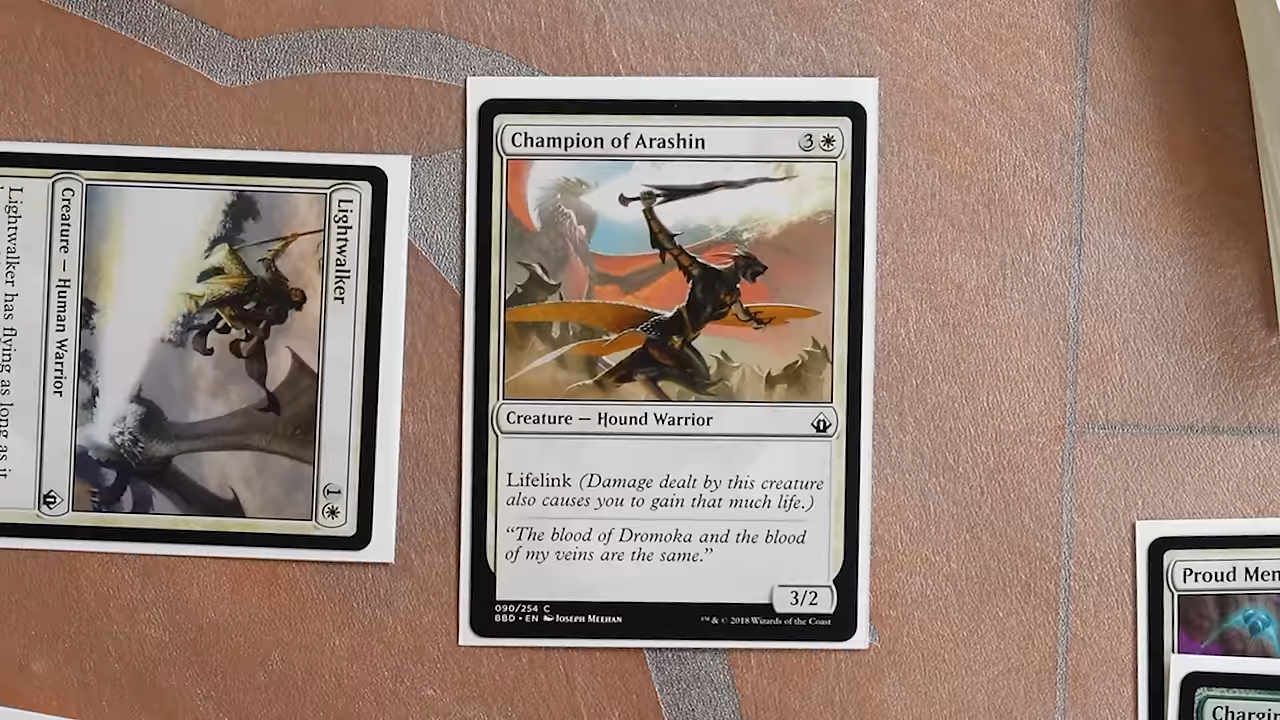 Lightwalker
1
Creature — Human Warrior
Lightwalker has flying as long as it
Champion of Arashin
3
Creature — Hound Warrior
Lifelink (Damage dealt by this creature
also causes you to gain that much life.)
“The blood of Dromoka and the blood
of my veins are the same.”
3/2
090/254 C
BBD • EN Joseph Meehan
™ & © 2018 Wizards of the Coast
Proud Men
Chargin